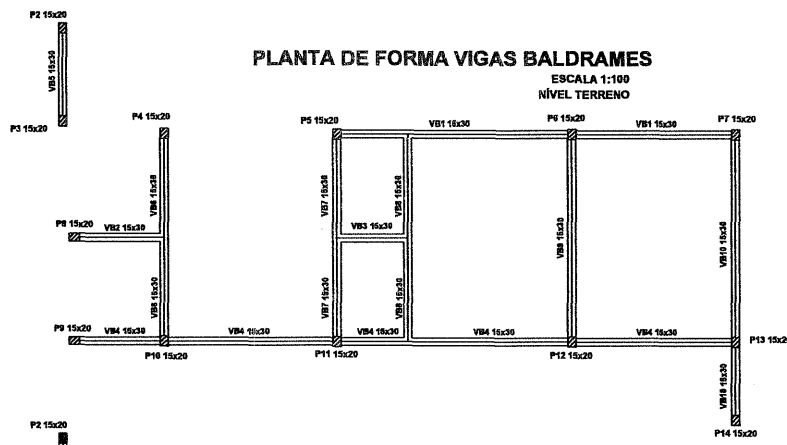 P2 15x20
VB5 15x30
PLANTA DE FORMA VIGAS BALDRAMES
ESCALA 1:100
NÍVEL TERRENO
P3 15x20
P4 15x20
P5 15x20
VB1 15x30
P6 15x20
VB1 15x30
P7 15x20
VB6 15x30
VB7 15x30
VB8 15x30
P8 15x20
VB2 15x30
VB3 15x30
VB9 15x30
VB10 15x30
VB6 15x30
VB7 15x30
VB8 15x30
P9 15x20
VB4 15x30
VB4 15x30
VB4 15x30
VB4 15x30
VB4 15x30
P13 15x20
P10 15x20
P11 15x20
P12 15x20
VB10 15x30
P2 15x20
P14 15x20